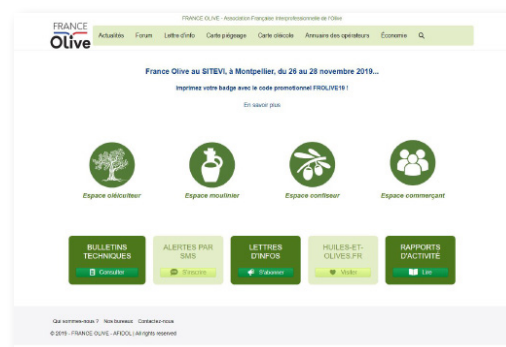 FRANCE OLIVE - Association Française Interprofessionnelle de l'Olive
FRANCE
Olive
Actualités Forum Lettre d'info Carte piégeage Carte oléicole Annuaire des opérateurs Économie
France Olive au SITEVI, à Montpellier, du 26 au 28 novembre 2019...
Imprimez votre badge avec le code promotionnel FROLIVE19 !
En savoir plus
Espace oléiculteur Espace moulinier Espace confiseur Espace commerçant
BULLETINS TECHNIQUES
Consulter
ALERTES PAR SMS
S'inscrire
LETTRES D'INFOS
S'abonner
HUILES-ET-OLIVES.FR
Visiter
RAPPORTS D'ACTIVITÉ
Lire
Qui sommes-nous ? Nos bureaux Contactez-nous
© 2019 - FRANCE OLIVE - AFIDOL | All rights reserved